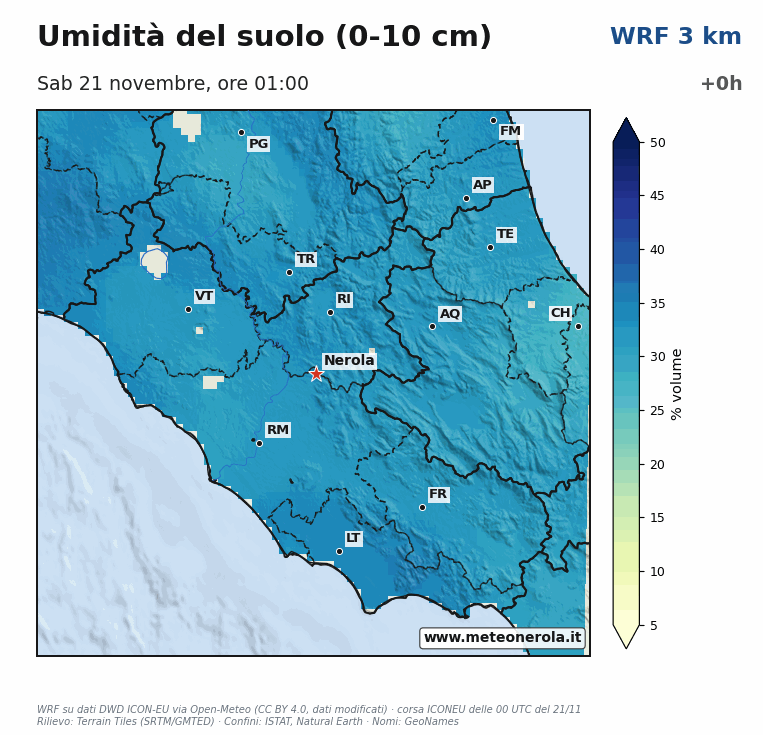 Umidità del suolo (0-10 cm)
WRF 3 km
Sab 21 novembre, ore 01:00
+0h
FM
PG
AP
TE
TR
VT
RI
AQ
CH
Nerola
RM
FR
LT
www.meteonerola.it
50
45
40
35
30
25
20
15
10
5
% volume
WRF su dati DWD ICON-EU via Open-Meteo (CC BY 4.0, dati modificati) · corsa ICONEU delle 00 UTC del 21/11
Rilievo: Terrain Tiles (SRTM/GMTED) · Confini: ISTAT, Natural Earth · Nomi: GeoNames